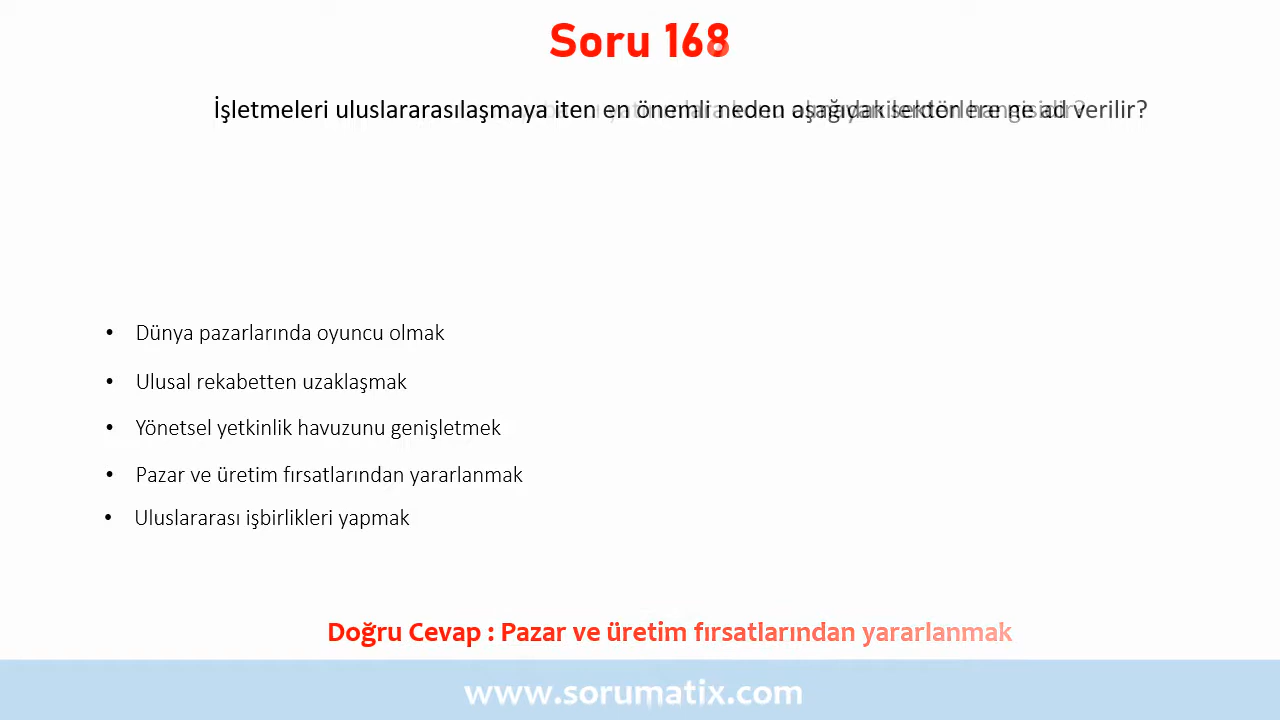 Soru 168
İşletmeleri uluslararasılaşmaya iten en önemli neden aşağıdakilerden hangisidir?
• Dünya pazarlarında oyuncu olmak
• Ulusal rekabetten uzaklaşmak
• Yönetsel yetkinlik havuzunu genişletmek
• Pazar ve üretim fırsatlarından yararlanmak
• Uluslararası işbirlikleri yapmak
Doğru Cevap : Pazar ve üretim fırsatlarından yararlanmak
www.sorumatix.com